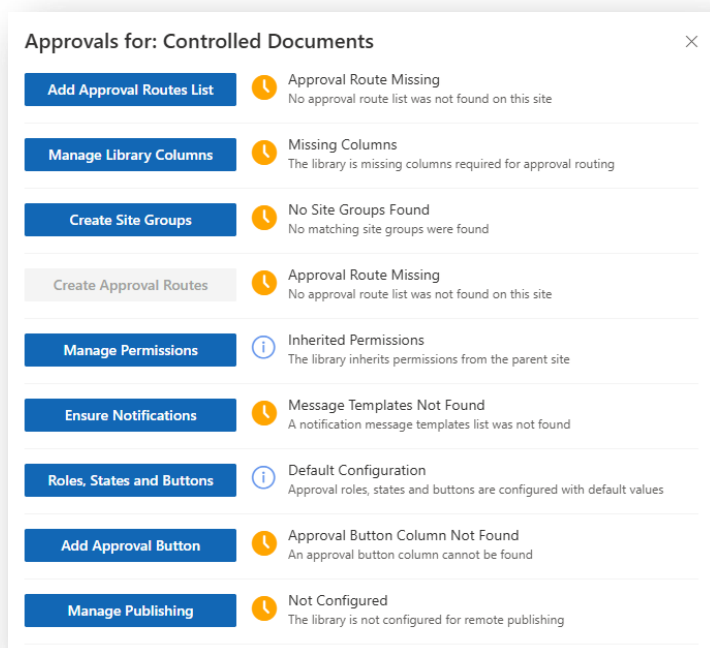 Approvals for: Controlled Documents
Add Approval Routes List
Approval Route Missing
No approval route list was not found on this site
Manage Library Columns
Missing Columns
The library is missing columns required for approval routing
Create Site Groups
No Site Groups Found
No matching site groups were found
Create Approval Routes
Approval Route Missing
No approval route list was not found on this site
Manage Permissions
Inherited Permissions
The library inherits permissions from the parent site
Ensure Notifications
Message Templates Not Found
A notification message templates list was not found
Roles, States and Buttons
Default Configuration
Approval roles, states and buttons are configured with default values
Add Approval Button
Approval Button Column Not Found
An approval button column cannot be found
Manage Publishing
Not Configured
The library is not configured for remote publishing